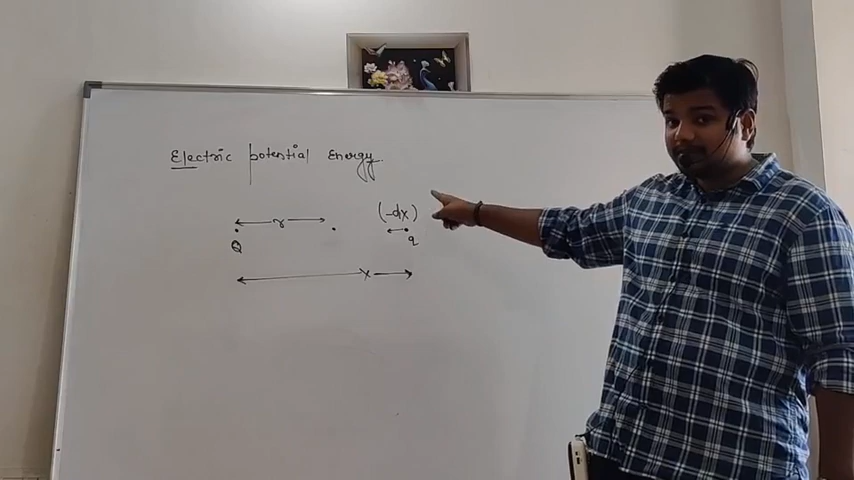 Electric potential Energy
r (-dx)
Q q
x